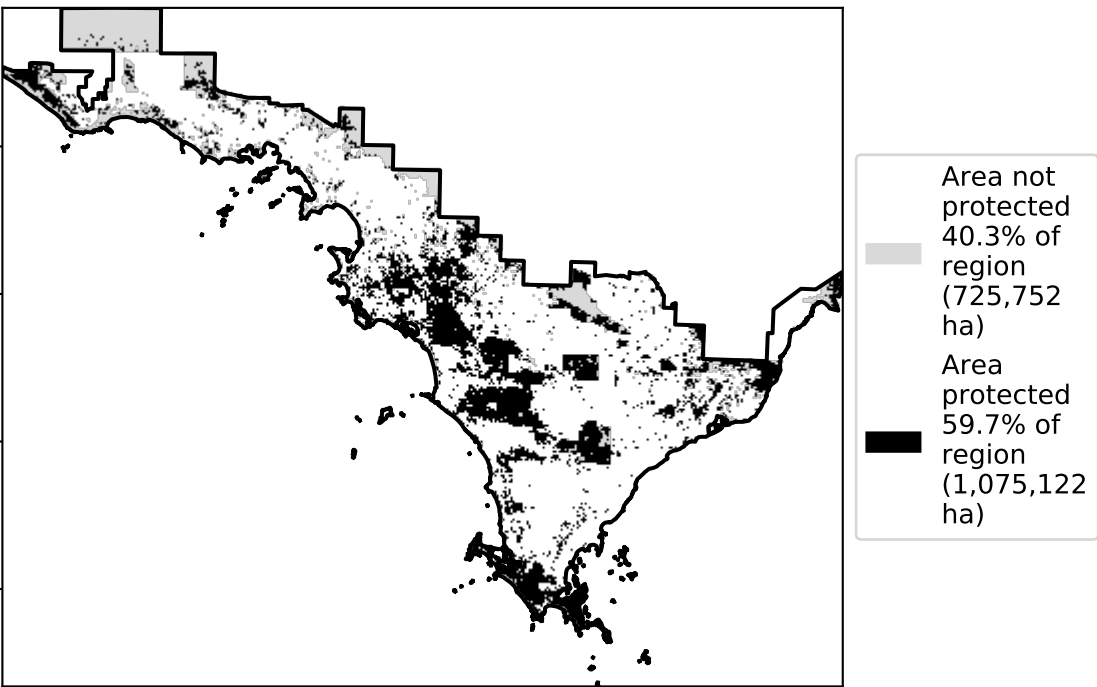 Area not
protected
40.3% of
region
(725,752
ha)
Area
protected
59.7% of
region
(1,075,122
ha)